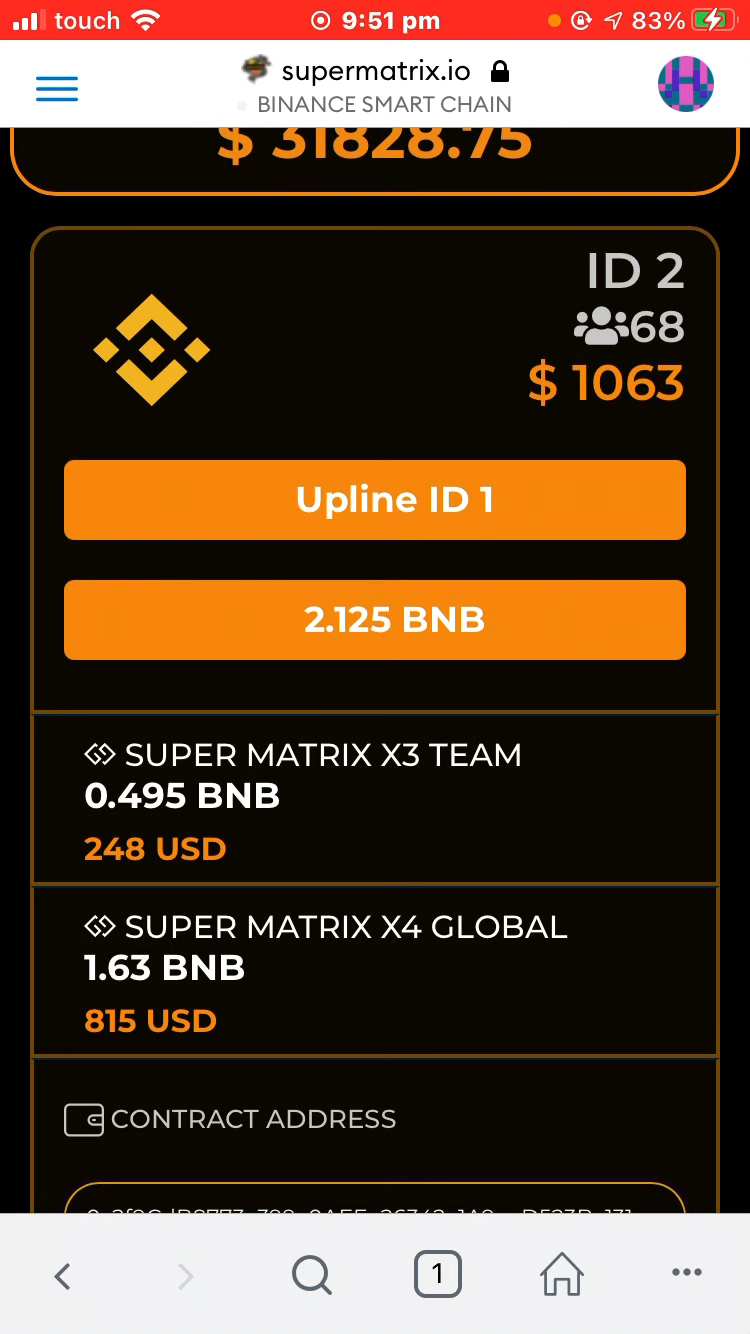 touch 9:51 pm 83%
supermatrix.io
BINANCE SMART CHAIN
$ 31828.75
ID 2
68
$ 1063
Upline ID 1
2.125 BNB
SUPER MATRIX X3 TEAM
0.495 BNB
248 USD
SUPER MATRIX X4 GLOBAL
1.63 BNB
815 USD
CONTRACT ADDRESS
1